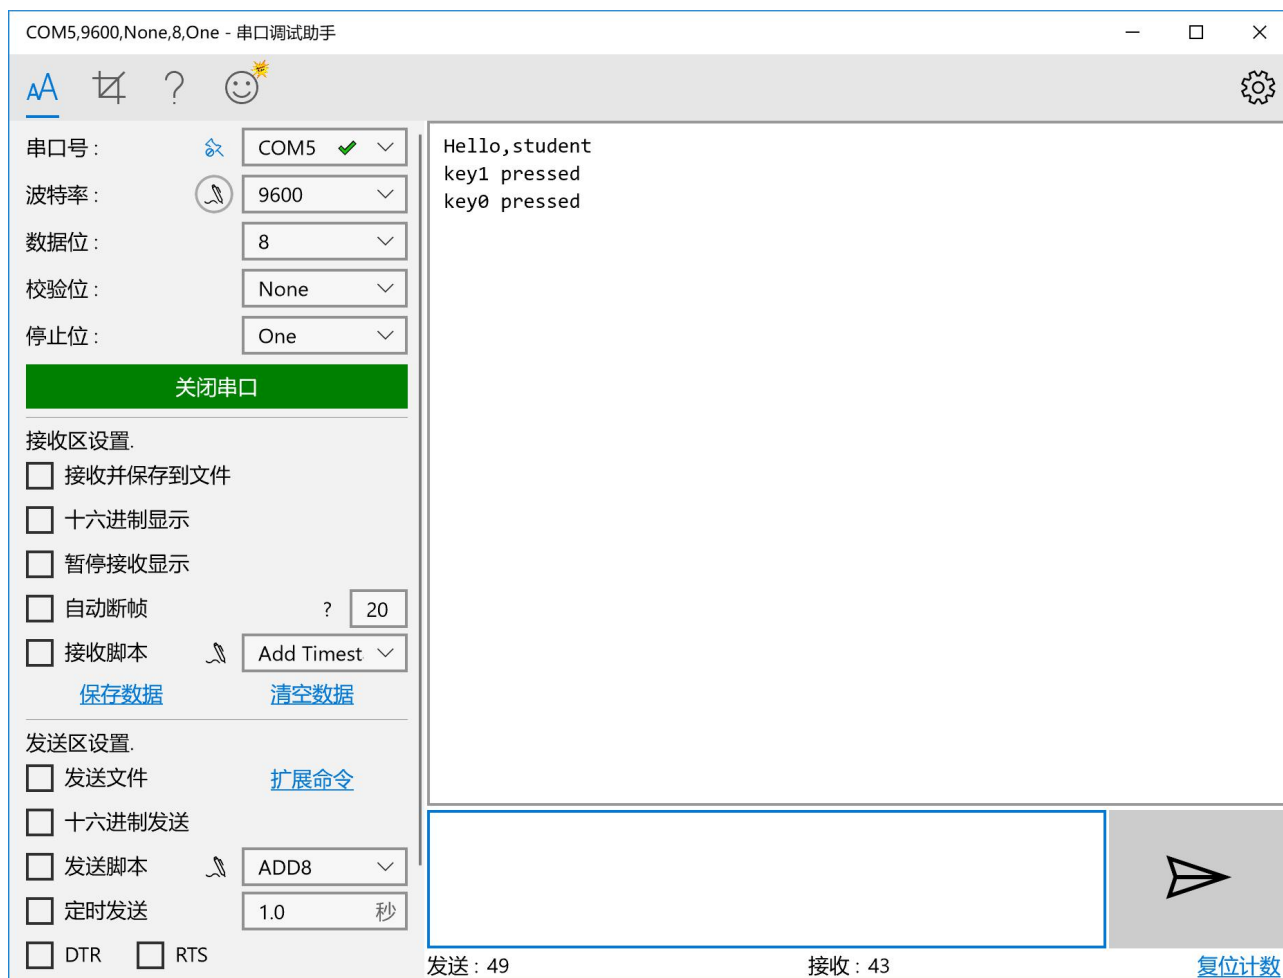 COM5,9600,None,8,One - 串口调试助手
串口号 : COM5
波特率 : 9600
数据位 : 8
校验位 : None
停止位 : One
关闭串口
接收区设置.
接收并保存到文件
十六进制显示
暂停接收显示
自动断帧 ? 20
接收脚本 Add Timest
保存数据 清空数据
发送区设置.
发送文件 扩展命令
十六进制发送
发送脚本 ADD8
定时发送 1.0 秒
DTR RTS
Hello,student
key1 pressed
key0 pressed
发送 : 49 接收 : 43 复位计数